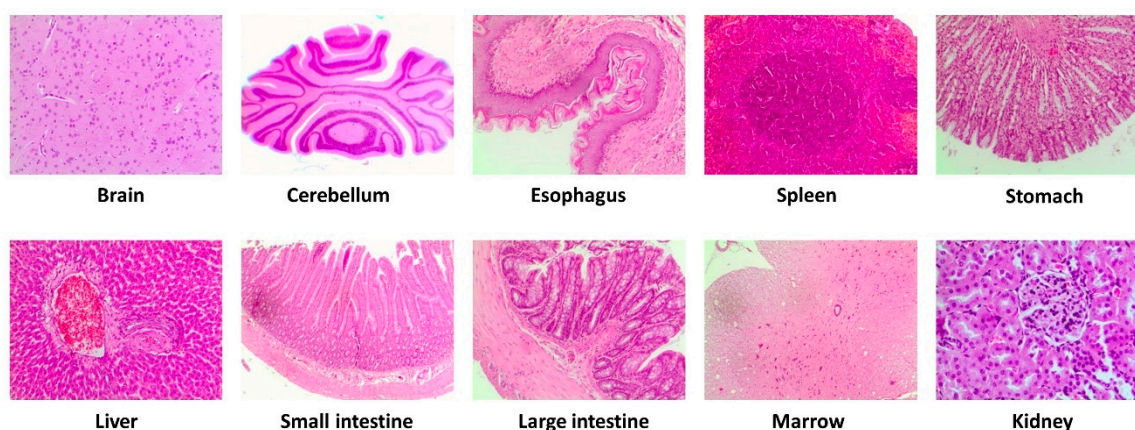 Brain
Cerebellum
Esophagus
Spleen
Stomach
Liver
Small intestine
Large intestine
Marrow
Kidney